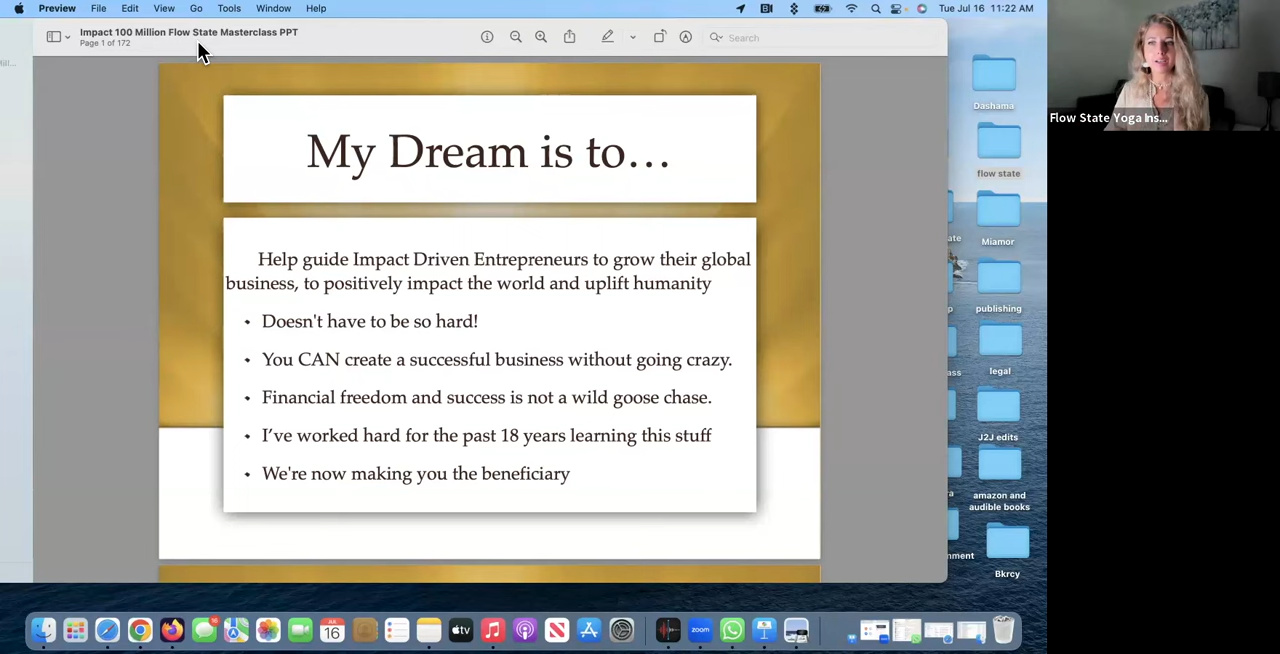 Preview File Edit View Go Tools Window Help Tue Jul 16 11:22 AM
Impact 100 Million Flow State Masterclass PPT
Page 1 of 172
Search
My Dream is to…
Help guide Impact Driven Entrepreneurs to grow their global
business, to positively impact the world and uplift humanity
• Doesn't have to be so hard!
• You CAN create a successful business without going crazy.
• Financial freedom and success is not a wild goose chase.
• I’ve worked hard for the past 18 years learning this stuff
• We're now making you the beneficiary
Dashama
flow state
Miamor
publishing
legal
J2J edits
amazon and
audible books
Bkrcy
Flow State Yoga Ins...
JUL
16
tv
zoom